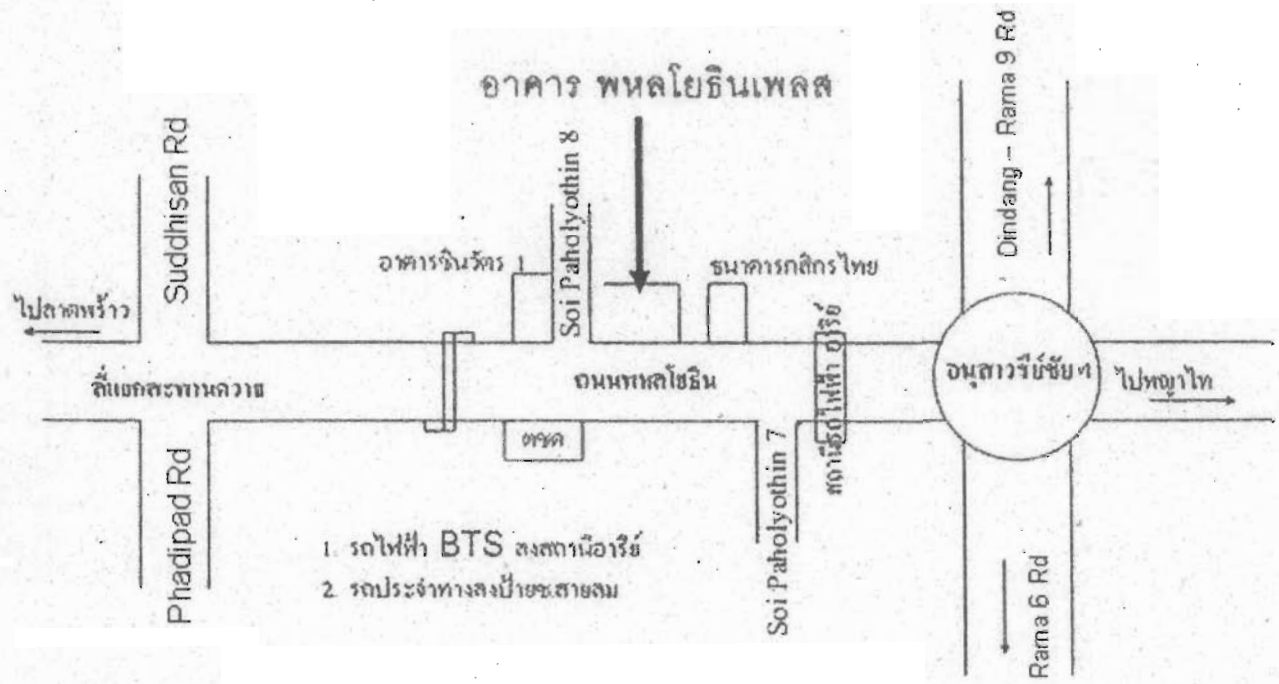 อาคาร พหลโยธินเพลส
Dindang – Rama 9 Rd
Suddhisan Rd
Soi Paholyothin 8
อาคารชินวัตร 1
ธนาคารกสิกรไทย
ไปลาดพร้าว
สี่แยกสะพานควาย
ถนนพหลโยธิน
สถานีรถไฟฟ้า อารีย์
อนุสาวรีย์ชัยฯ
ไปพญาไท
ตชด
Phadipad Rd
Soi Paholyothin 7
Rama 6 Rd
1. รถไฟฟ้า BTS ลงสถานีอารีย์
2. รถประจำทางลงป้ายซ.สายลม